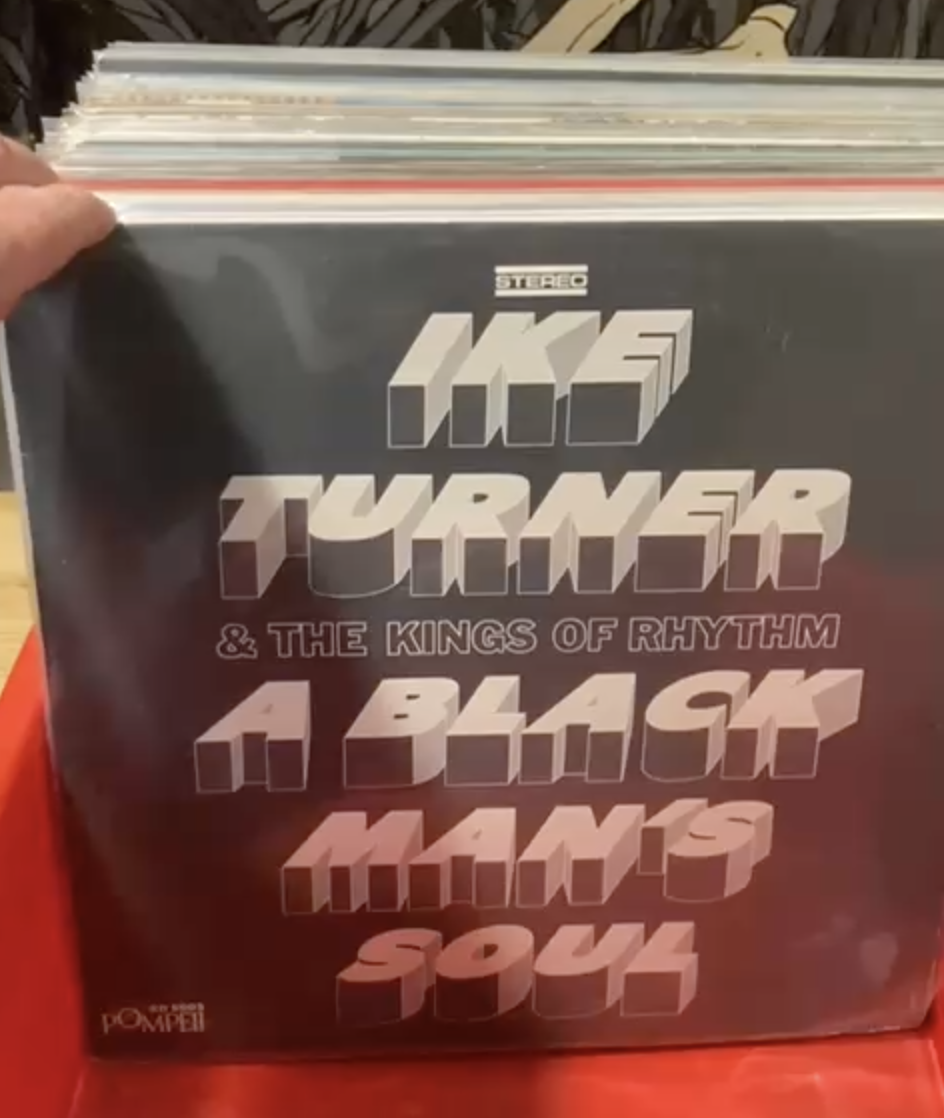 STEREO
IKE
TURNER
& THE KINGS OF RHYTHM
A BLACK
MAN'S
SOUL
POMPEII